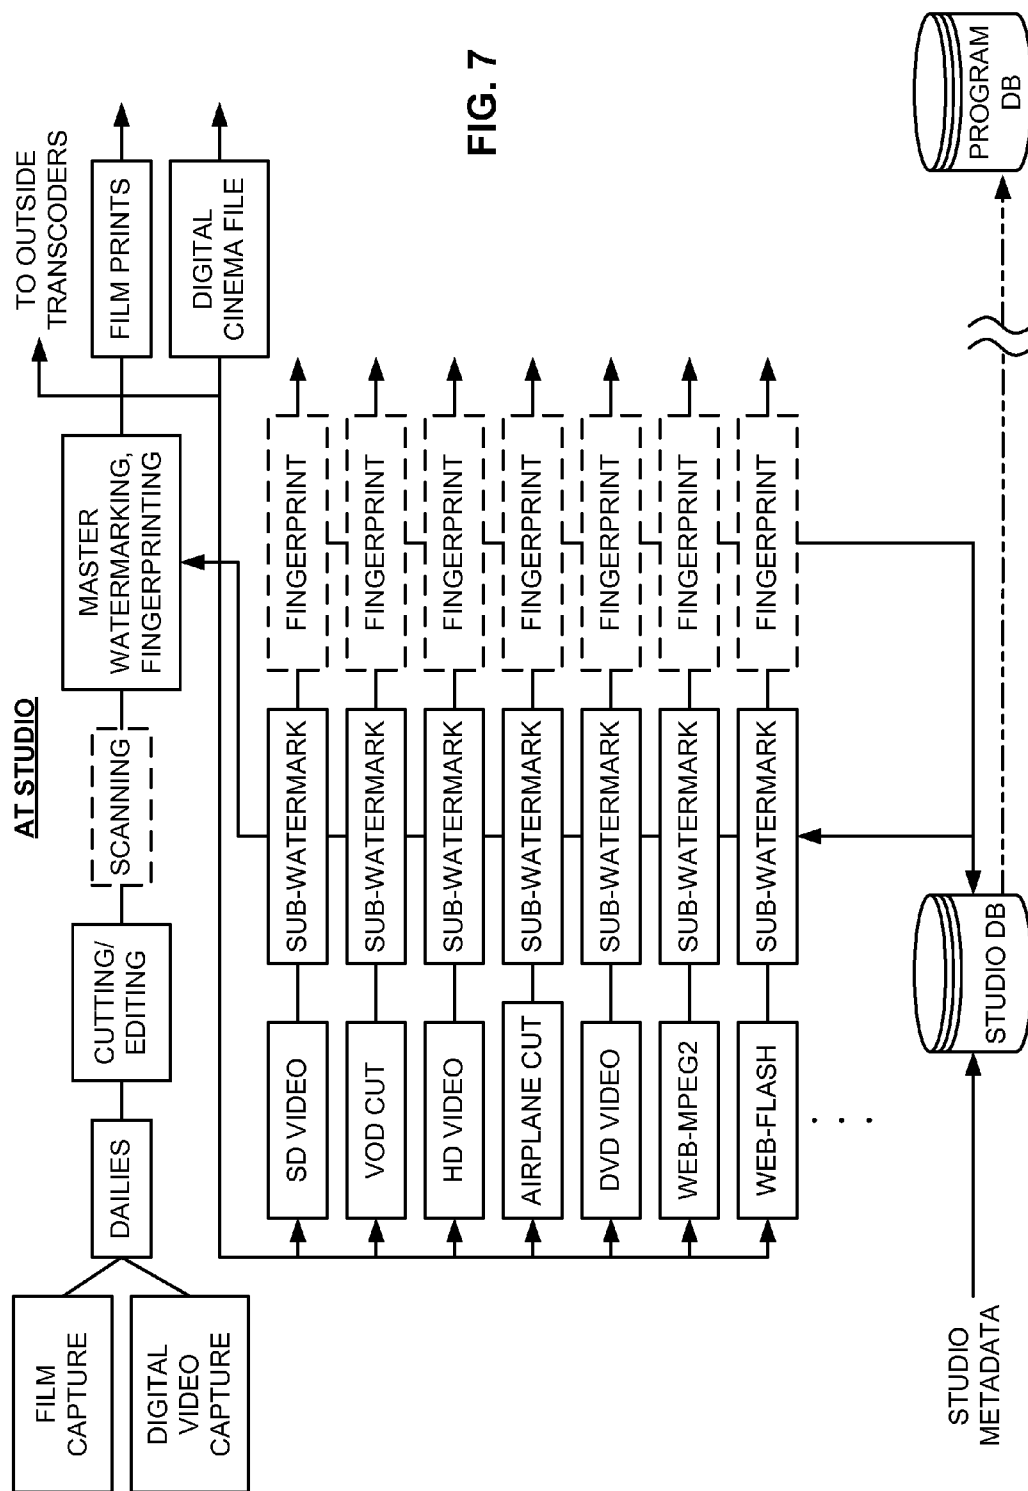 AT STUDIO
FILM
CAPTURE
DIGITAL
VIDEO
CAPTURE
DAILIES
CUTTING/
EDITING
SCANNING
MASTER
WATERMARKING,
FINGERPRINTING
TO OUTSIDE
TRANSCODERS
FILM PRINTS
DIGITAL
CINEMA FILE
SD VIDEO
SUB-WATERMARK
FINGERPRINT
VOD CUT
SUB-WATERMARK
FINGERPRINT
HD VIDEO
SUB-WATERMARK
FINGERPRINT
AIRPLANE CUT
SUB-WATERMARK
FINGERPRINT
DVD VIDEO
SUB-WATERMARK
FINGERPRINT
WEB-MPEG2
SUB-WATERMARK
FINGERPRINT
WEB-FLASH
SUB-WATERMARK
FINGERPRINT
. . .
FIG. 7
STUDIO
METADATA
STUDIO DB
PROGRAM
DB